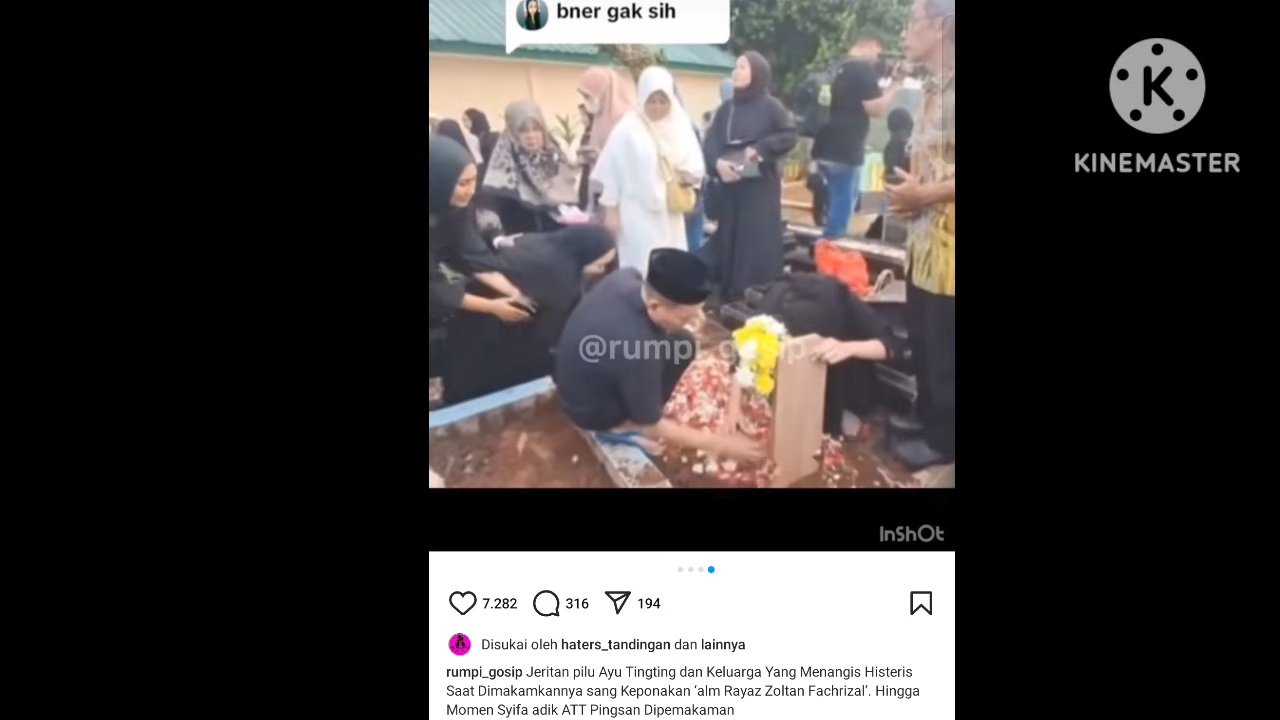 bner gak sih
KINEMASTER
@rumpi_gosip
InShOt
7.282 316 194
Disukai oleh haters_tandingan dan lainnya
rumpi_gosip Jeritan pilu Ayu Tingting dan Keluarga Yang Menangis Histeris
Saat Dimakamkannya sang Keponakan ‘alm Rayaz Zoltan Fachrizal’. Hingga
Momen Syifa adik ATT Pingsan Dipemakaman